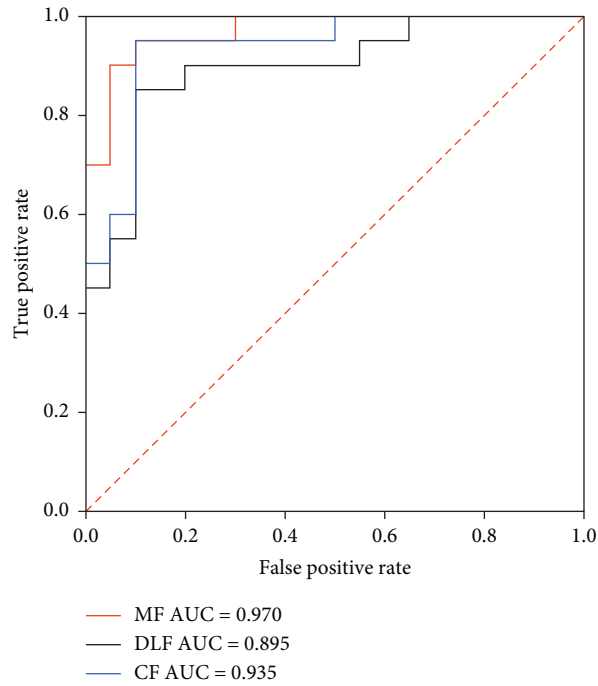 1.0
0.8
0.6
0.4
0.2
0.0
True positive rate
0.0 0.2 0.4 0.6 0.8 1.0
False positive rate
MF AUC = 0.970
DLF AUC = 0.895
CF AUC = 0.935